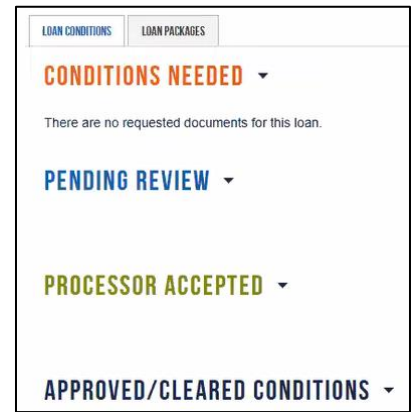 LOAN CONDITIONS LOAN PACKAGES
CONDITIONS NEEDED
There are no requested documents for this loan.
PENDING REVIEW
PROCESSOR ACCEPTED
APPROVED/CLEARED CONDITIONS